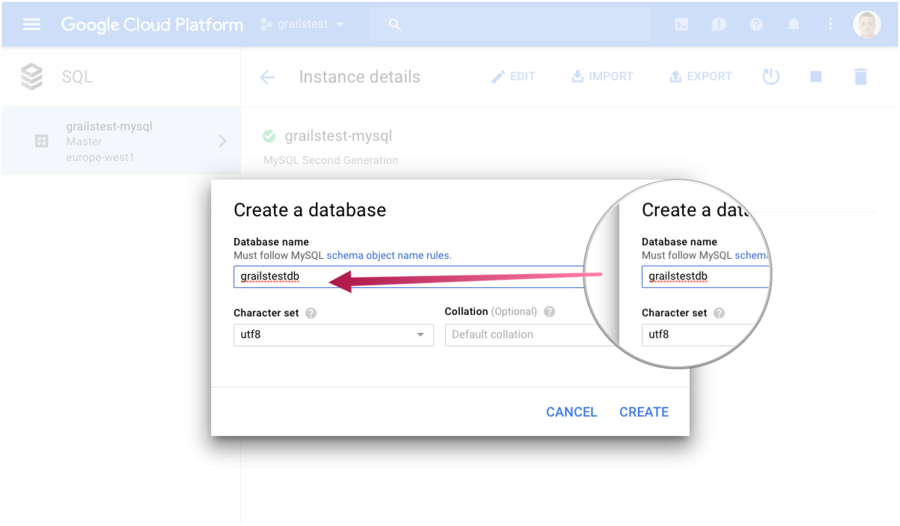 Google Cloud Platform grailstest
SQL
Instance details EDIT IMPORT EXPORT
grailstest-mysql
Master
europe-west1
grailstest-mysql
MySQL Second Generation
Create a database
Database name
Must follow MySQL schema object name rules.
grailstestdb
Character set Collation (Optional)
utf8 Default collation
CANCEL CREATE
Create a dat
Database name
Must follow MySQL schema
grailstestdb
Character set
utf8